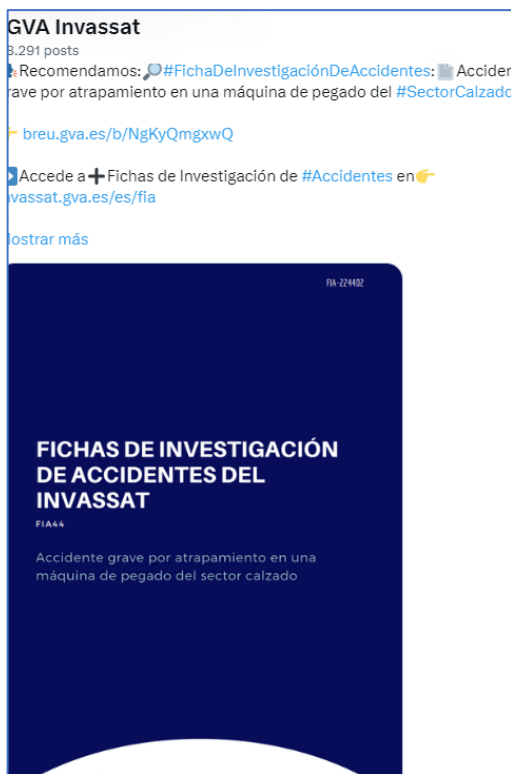 GVA Invassat
3.291 posts
Recomendamos: #FichaDeInvestigaciónDeAccidentes: Acciden
rave por atrapamiento en una máquina de pegado del #SectorCalzado
breu.gva.es/b/NgKyQmgxwQ
Accede a Fichas de Investigación de #Accidentes en
nvassat.gva.es/es/fia
ostrar más
FIA-224402
FICHAS DE INVESTIGACIÓN
DE ACCIDENTES DEL
INVASSAT
FIA44
Accidente grave por atrapamiento en una
máquina de pegado del sector calzado